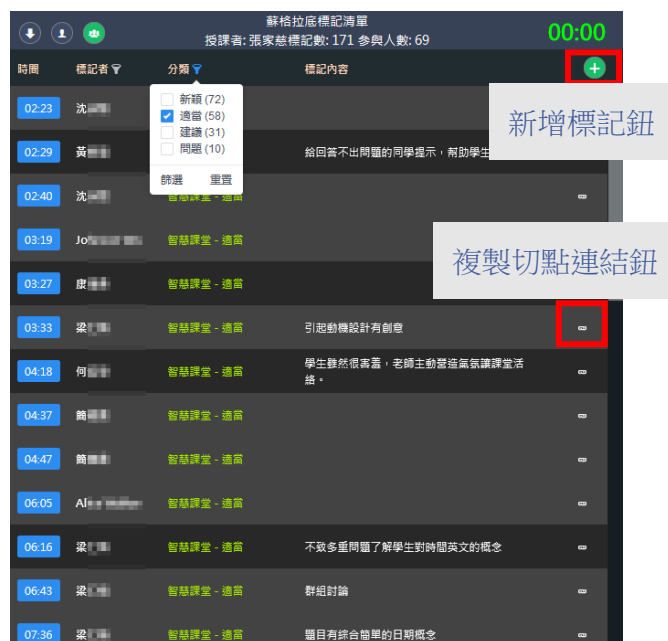 蘇格拉底標記清單
授課者: 張家慈標記數: 171 參與人數: 69
00:00
時間 標記者 分類 標記內容
新穎 (72)
適當 (58)
建議 (31)
問題 (10)
篩選 重置
新增標記鈕
02:23 沈
02:29 黃 給回答不出問題的同學提示，幫助學生
02:40 沈 智慧課堂 - 適當
03:19 Jo 智慧課堂 - 適當
複製切點連結鈕
03:27 康 智慧課堂 - 適當
03:33 梁 智慧課堂 - 適當 引起動機設計有創意
04:18 何 智慧課堂 - 適當 學生雖然很害羞，老師主動營造氣氛讓課堂活
絡。
04:37 簡 智慧課堂 - 適當
04:47 簡 智慧課堂 - 適當
06:05 Al 智慧課堂 - 適當
06:16 梁 智慧課堂 - 適當 不致多重問題了解學生對時間英文的概念
06:43 梁 智慧課堂 - 適當 群組討論
07:36 梁 智慧課堂 - 適當 題目有綜合簡單的日期概念